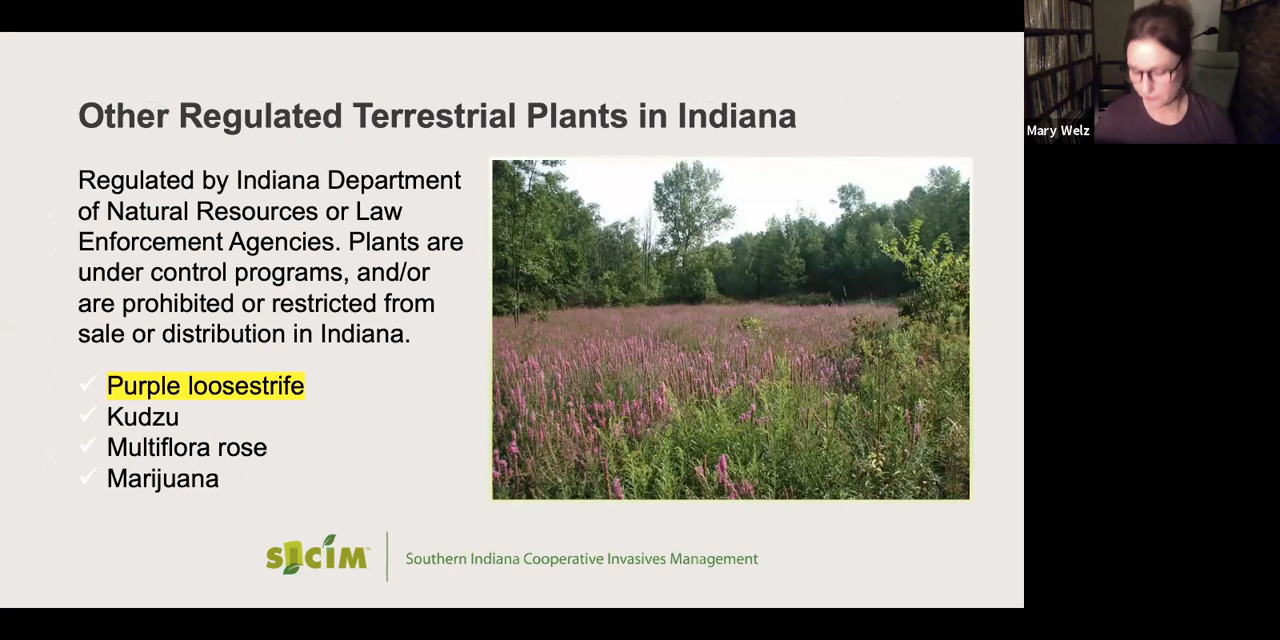 Other Regulated Terrestrial Plants in Indiana
Regulated by Indiana Department
of Natural Resources or Law
Enforcement Agencies. Plants are
under control programs, and/or
are prohibited or restricted from
sale or distribution in Indiana.
Purple loosestrife
Kudzu
Multiflora rose
Marijuana
SICIM™
Southern Indiana Cooperative Invasives Management
Mary Welz